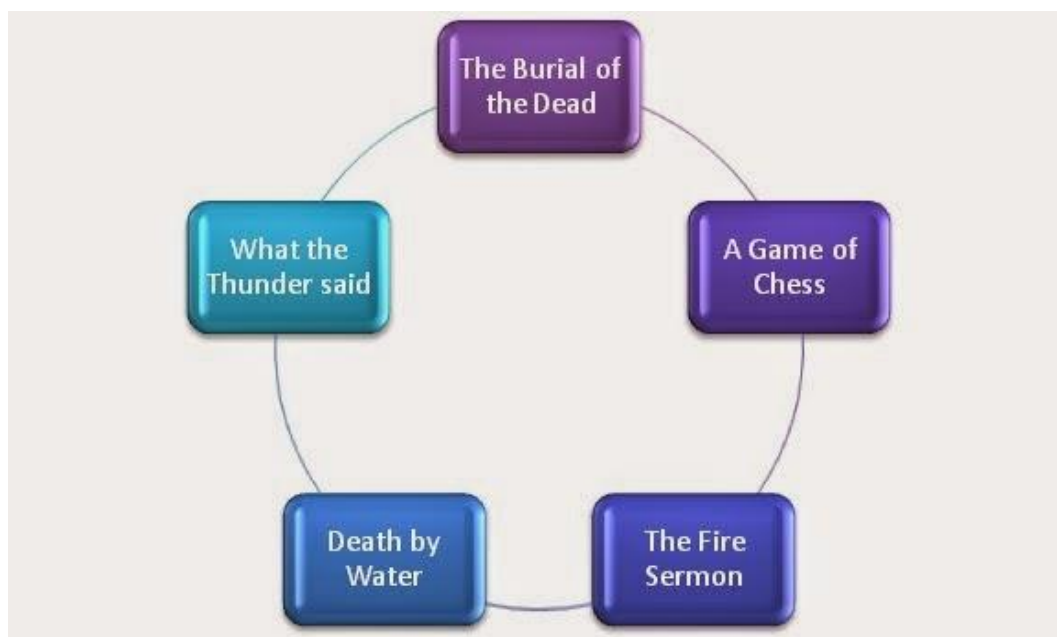 The Burial of
the Dead
A Game of
Chess
The Fire
Sermon
Death by
Water
What the
Thunder said